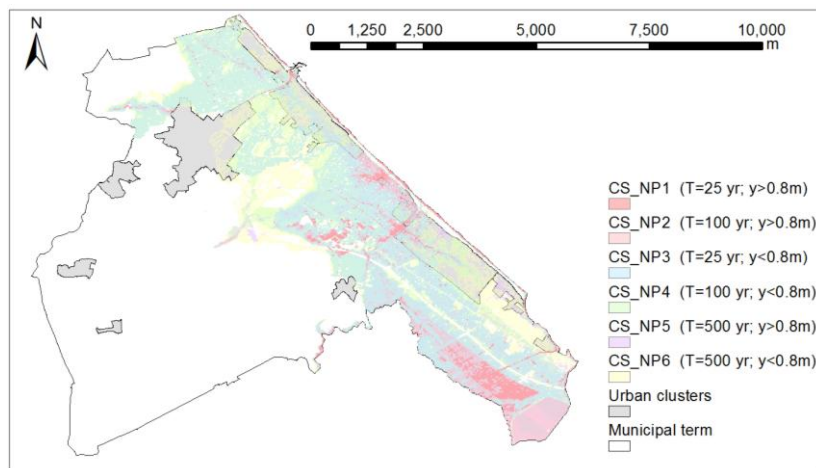 N
0 1,250 2,500 5,000 7,500 10,000
m
CS_NP1 (T=25 yr; y>0.8m)
CS_NP2 (T=100 yr; y>0.8m)
CS_NP3 (T=25 yr; y<0.8m)
CS_NP4 (T=100 yr; y<0.8m)
CS_NP5 (T=500 yr; y>0.8m)
CS_NP6 (T=500 yr; y<0.8m)
Urban clusters
Municipal term